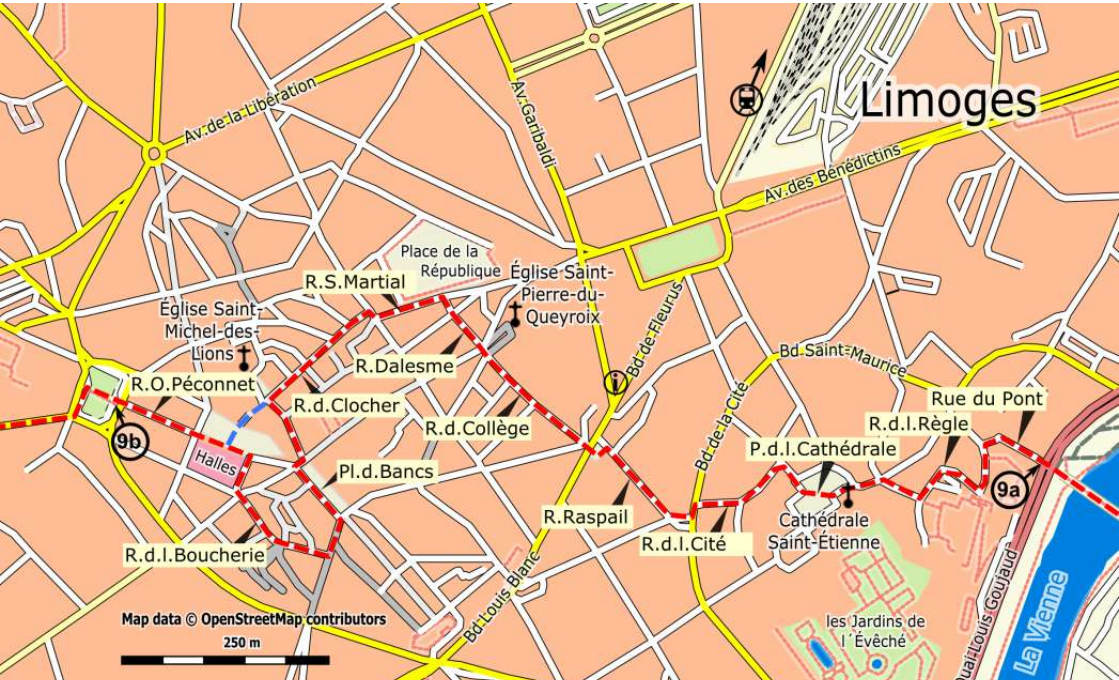 Limoges
Av.de la Libération
Av.Garibaldi
Av.des Bénédictins
Place de la
République
R.S.Martial
Église Saint-
Pierre-du-
Queyroix
Église Saint-
Michel-des-
Lions
Bd-de-Fleurus
R.Dalesme
Bd Saint-Maurice
R.O.Péconnet
R.d.Clocher
Rue du Pont
R.d.l.Règle
R.d.Collège
Bd-de-la-Cité
9b
P.d.l.Cathédrale
Halles
Pl.d.Bancs
9a
R.Raspail
Cathédrale
Saint-Étienne
R.d.l.Cité
R.d.l.Boucherie
Bd Louis Blanc
Quai-Louis Goujaud
La Vienne
les Jardins de
l´Évêché
Map data © OpenStreetMap contributors
250 m